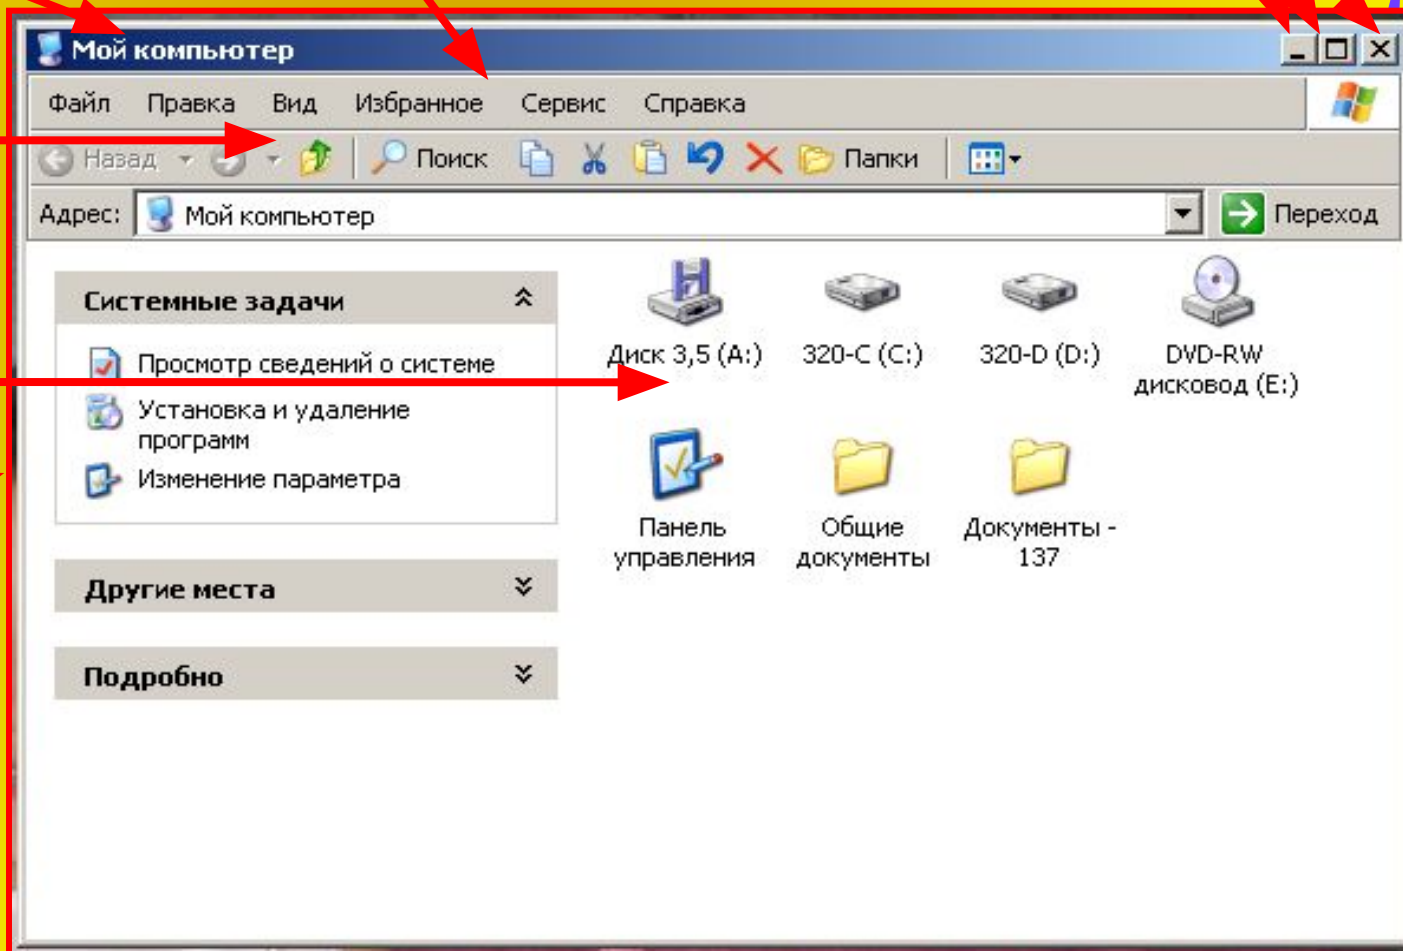 Мой компьютер
Файл Правка Вид Избранное Сервис Справка
Назад Поиск Папки
Адрес: Мой компьютер Переход
Системные задачи
Просмотр сведений о системе
Установка и удаление
программ
Изменение параметра
Другие места
Подробно
Диск 3,5 (A:) 320-C (C:) 320-D (D:) DVD-RW
дисковод (E:)
Панель Общие Документы -
управления документы 137